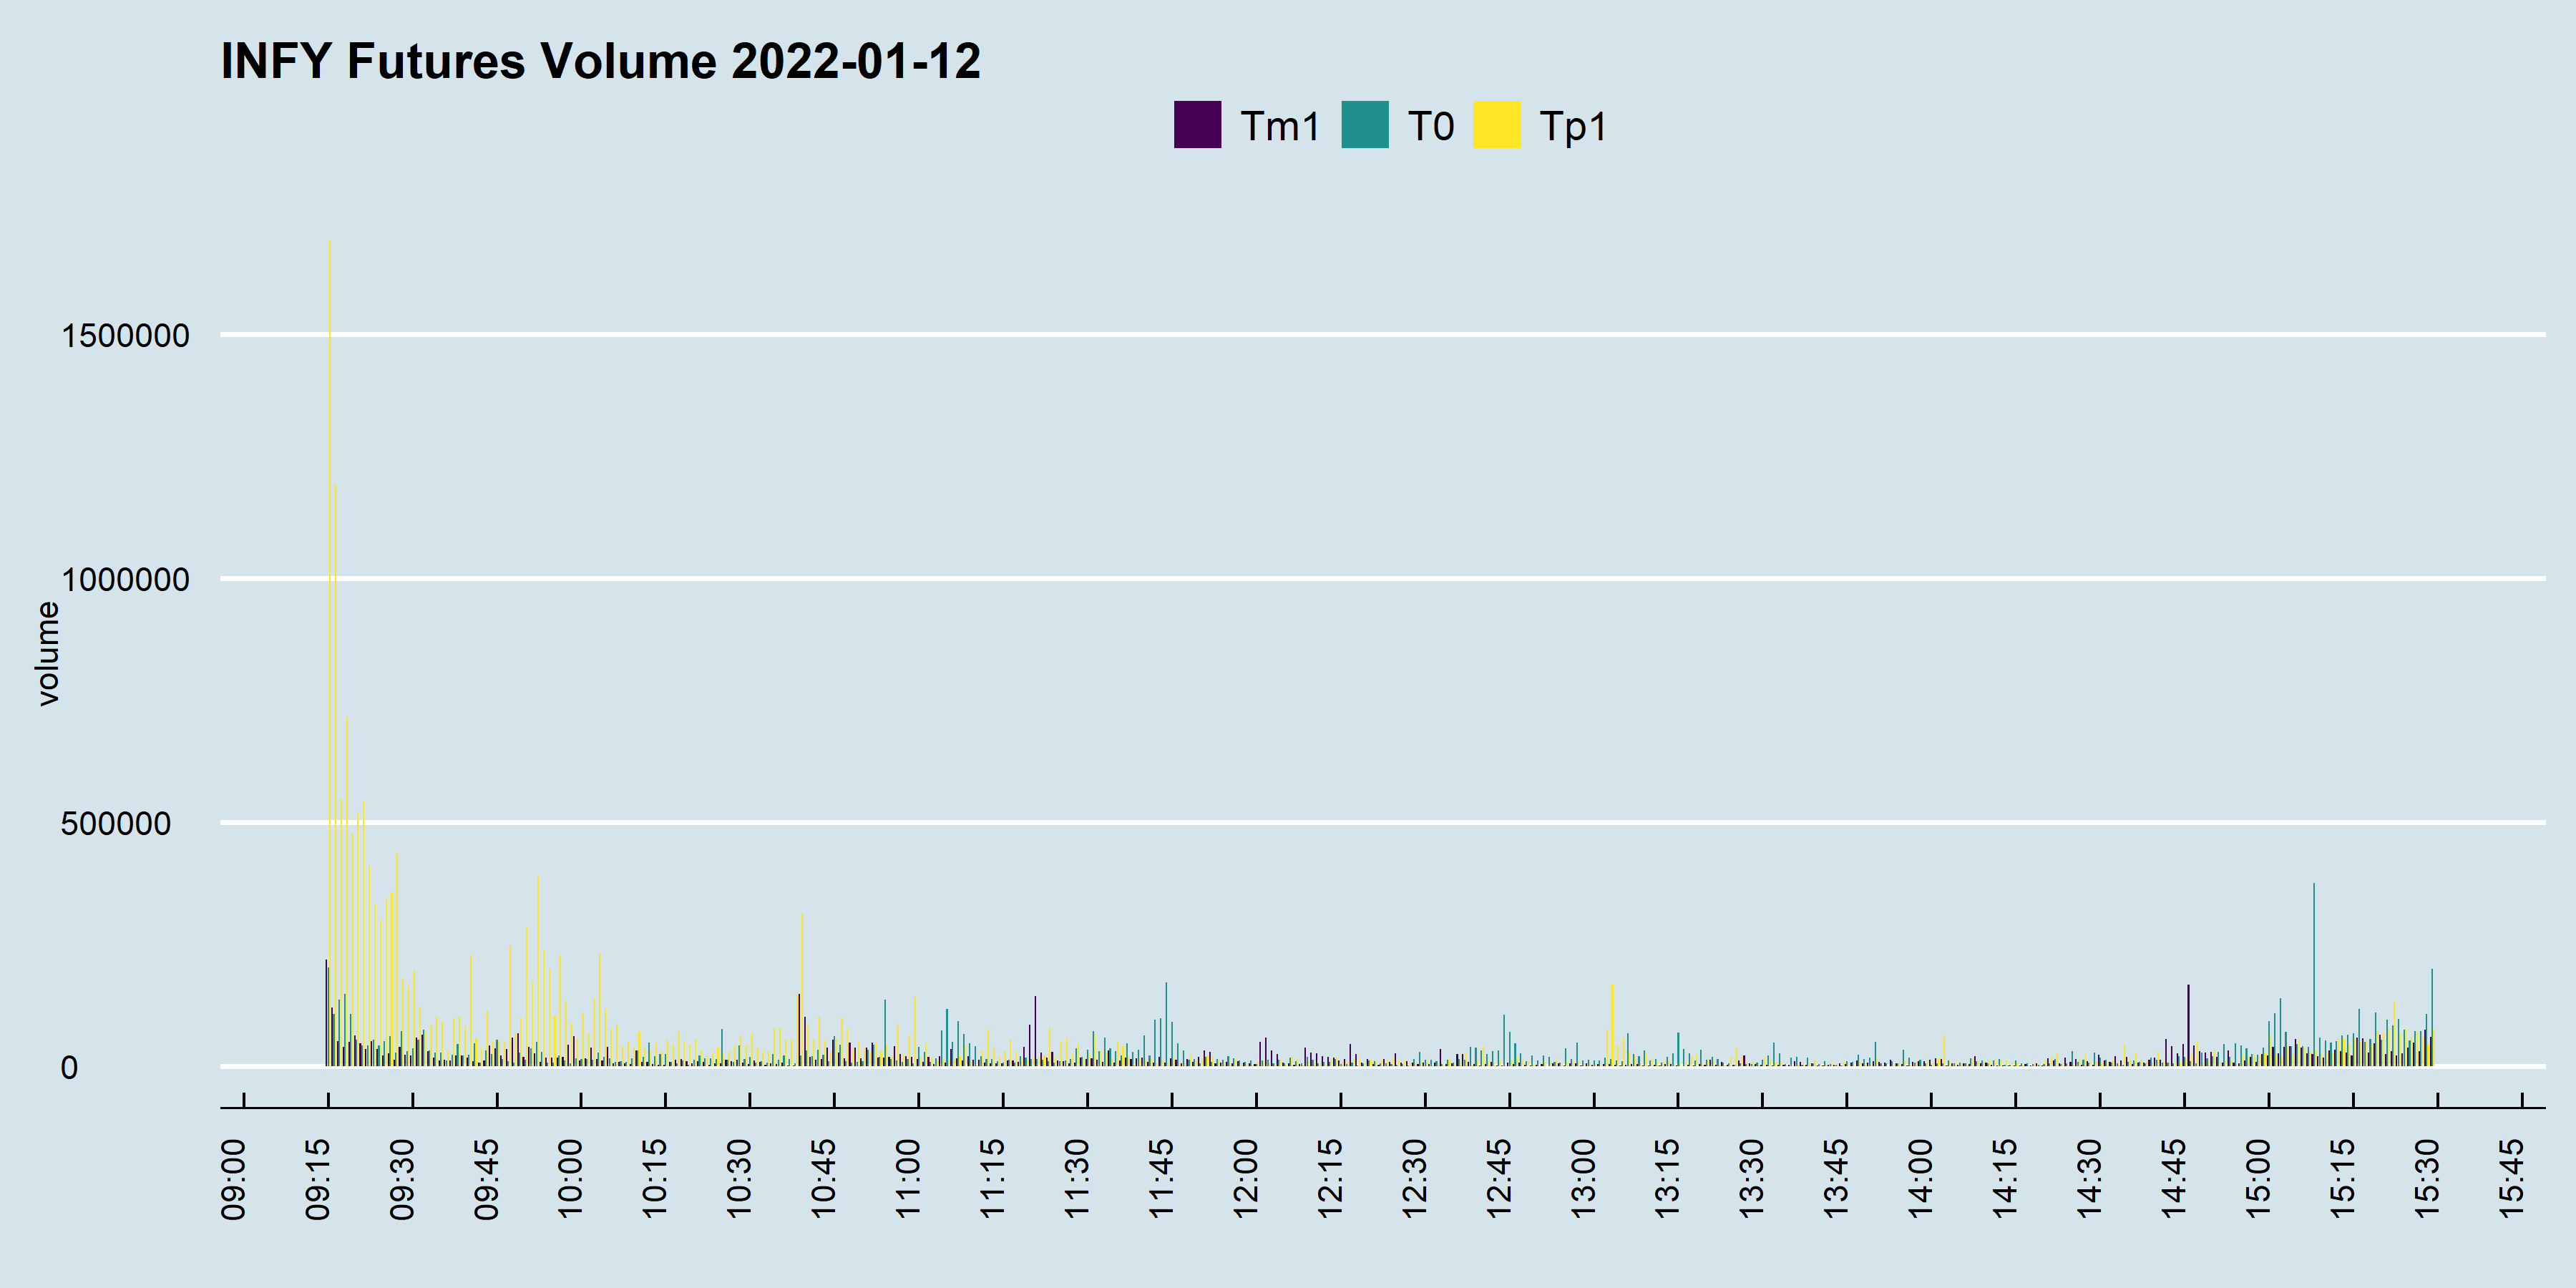 INFY Futures Volume 2022-01-12
Tm1 T0 Tp1
1500000
1000000
500000
0
volume
09:00 09:15 09:30 09:45 10:00 10:15 10:30 10:45 11:00 11:15 11:30 11:45 12:00 12:15 12:30 12:45 13:00 13:15 13:30 13:45 14:00 14:15 14:30 14:45 15:00 15:15 15:30 15:45